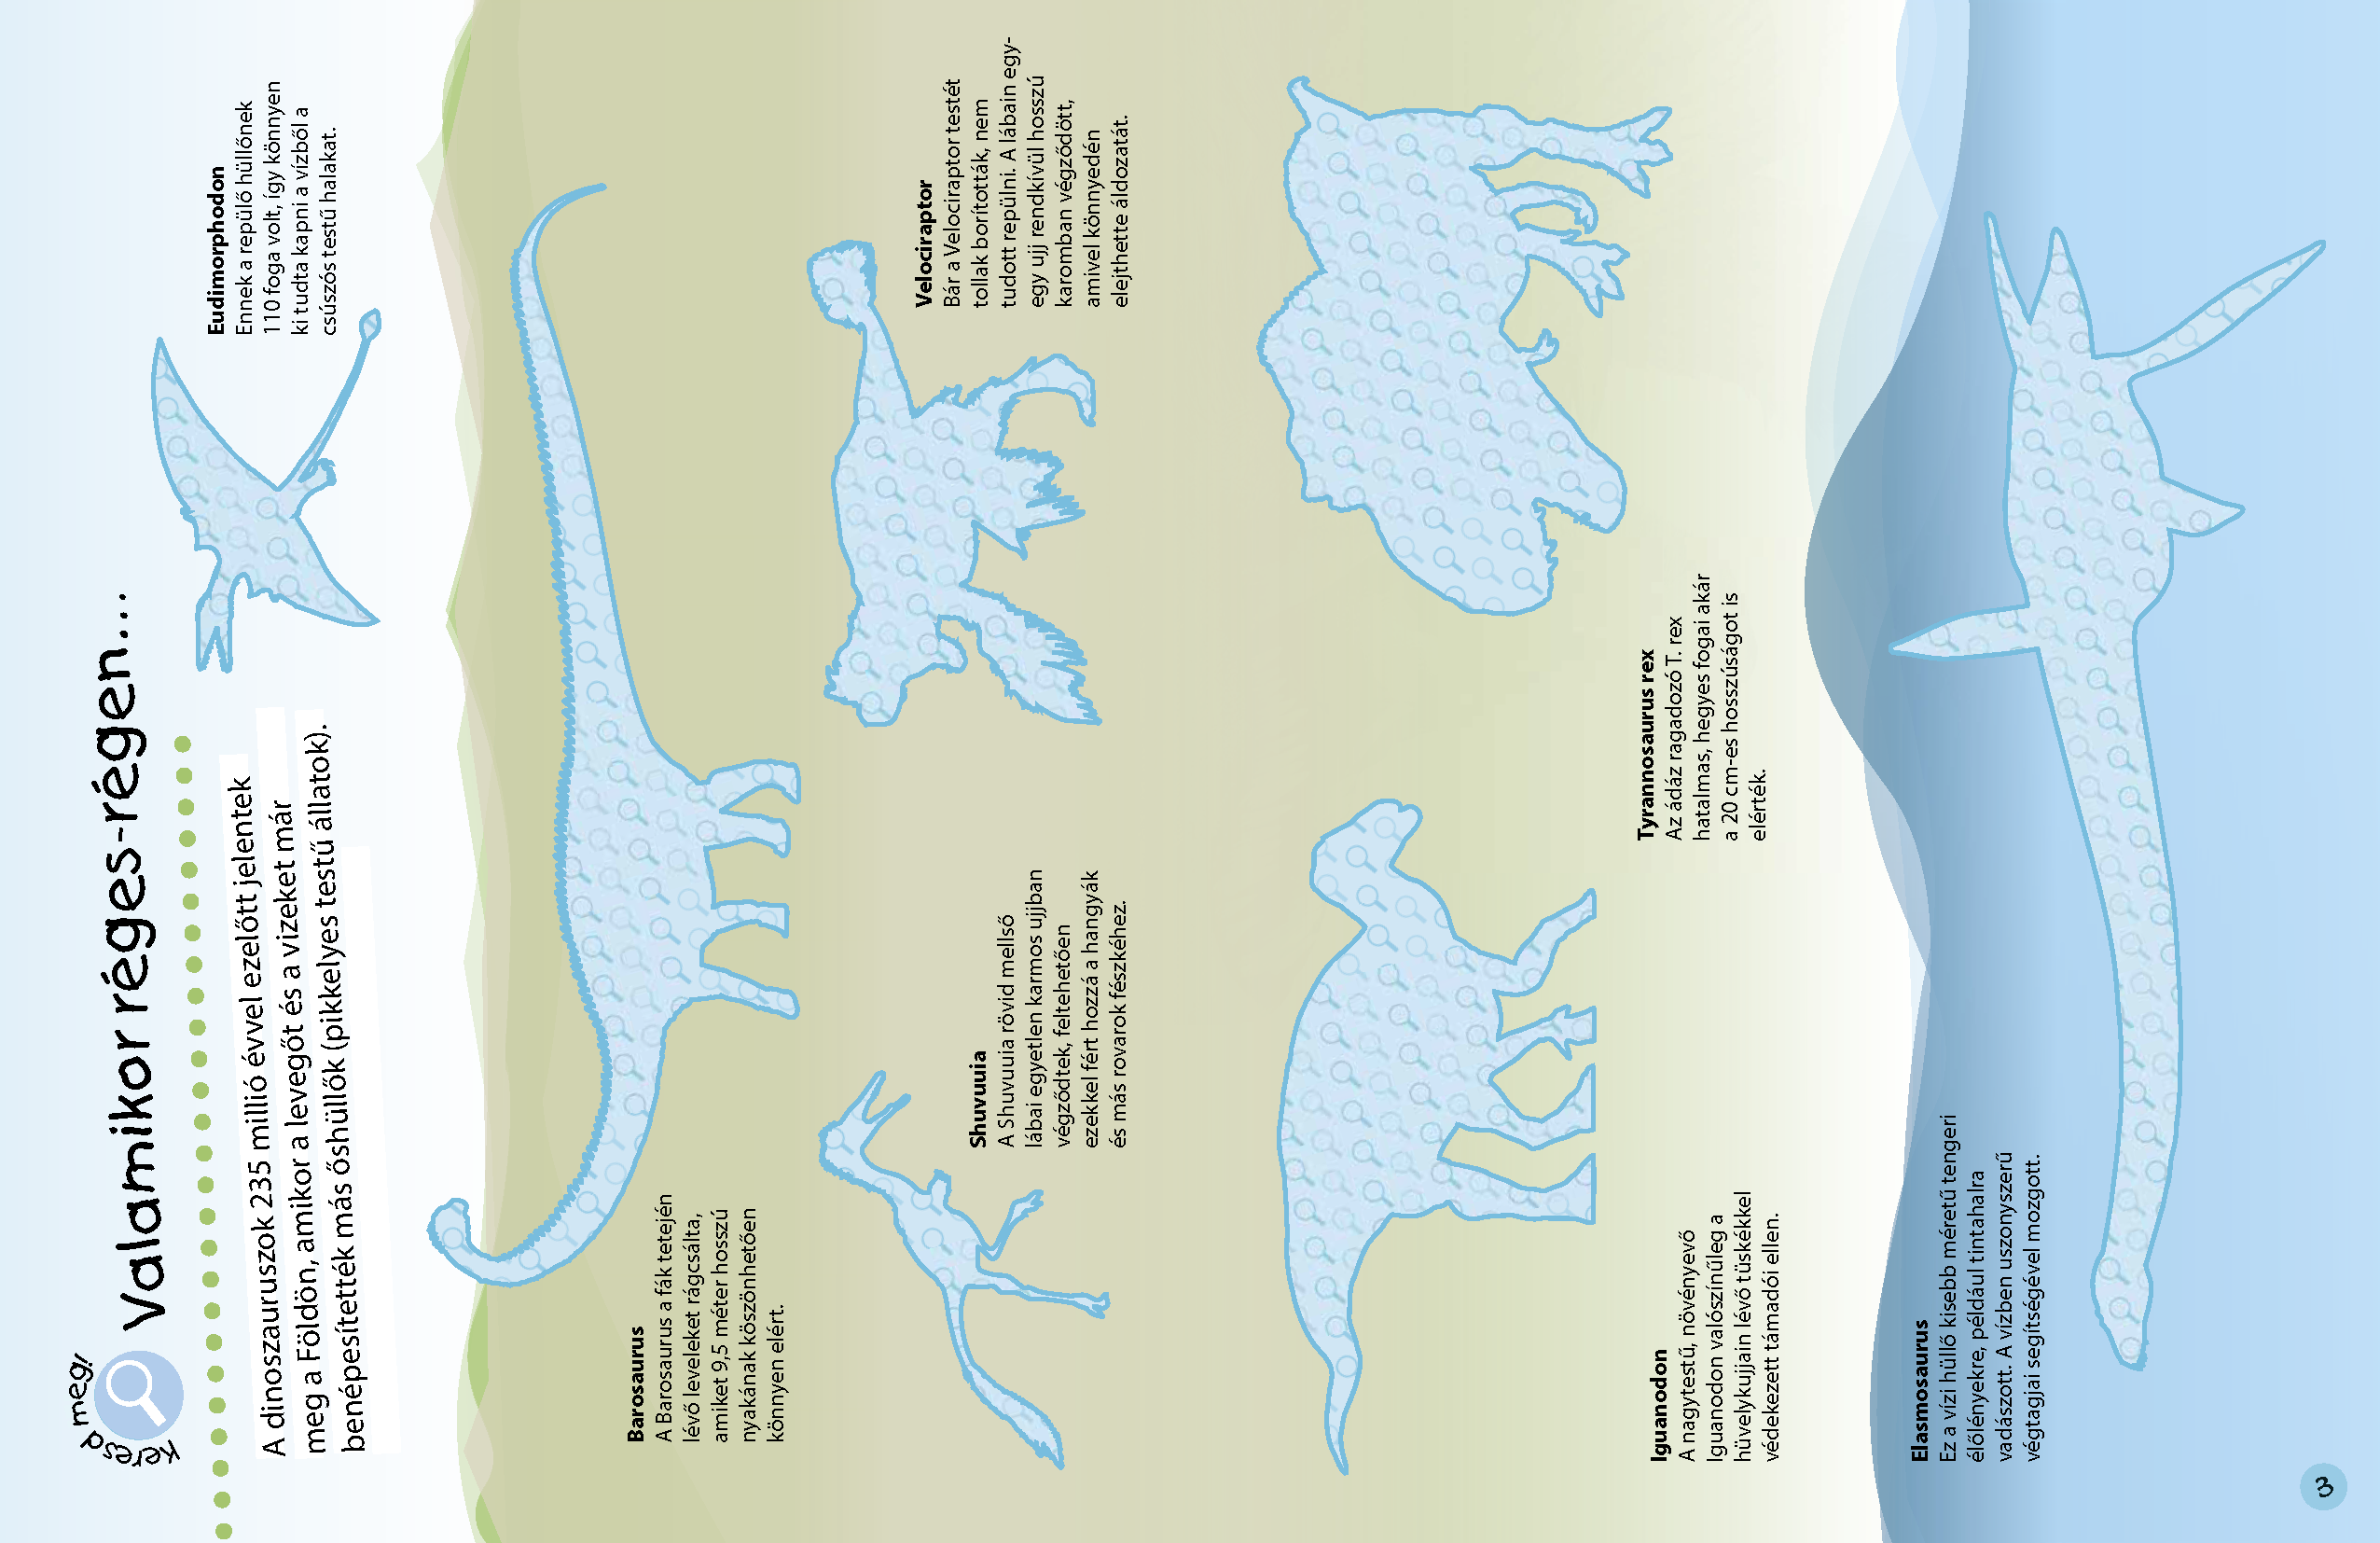 Keresd meg!
Valamikor réges-régen...
A dinoszauruszok 235 millió évvel ezelőtt jelentek
meg a Földön, amikor a levegőt és a vizeket már
benépesítették más őshüllők (pikkelyes testű állatok).
Eudimorphodon
Ennek a repülő hüllőnek
110 foga volt, így könnyen
ki tudta kapni a vízből a
csúszós testű halakat.
Barosaurus
A Barosaurus a fák tetején
lévő leveleket rágcsálta,
amiket 9,5 méter hosszú
nyakának köszönhetően
könnyen elért.
Velociraptor
Bár a Velociraptor testét
tollak borították, nem
tudott repülni. A lábain egy-
egy ujj rendkívül hosszú
karomban végződött,
amivel könnyedén
elejthette áldozatát.
Shuvuuia
A Shuvuuia rövid mellső
lábai egyetlen karmos ujjban
végződtek, feltehetően
ezekkel fért hozzá a hangyák
és más rovarok fészkéhez.
Tyrannosaurus rex
Az ádáz ragadozó T. rex
hatalmas, hegyes fogai akár
a 20 cm-es hosszúságot is
elérték.
Iguanodon
A nagytestű, növényevő
Iguanodon valószínűleg a
hüvelykujjain lévő tüskékkel
védekezett támadói ellen.
Elasmosaurus
Ez a vízi hüllő kisebb méretű tengeri
élőlényekre, például tintahalra
vadászott. A vízben uszonyszerű
végtagjai segítségével mozgott.
3